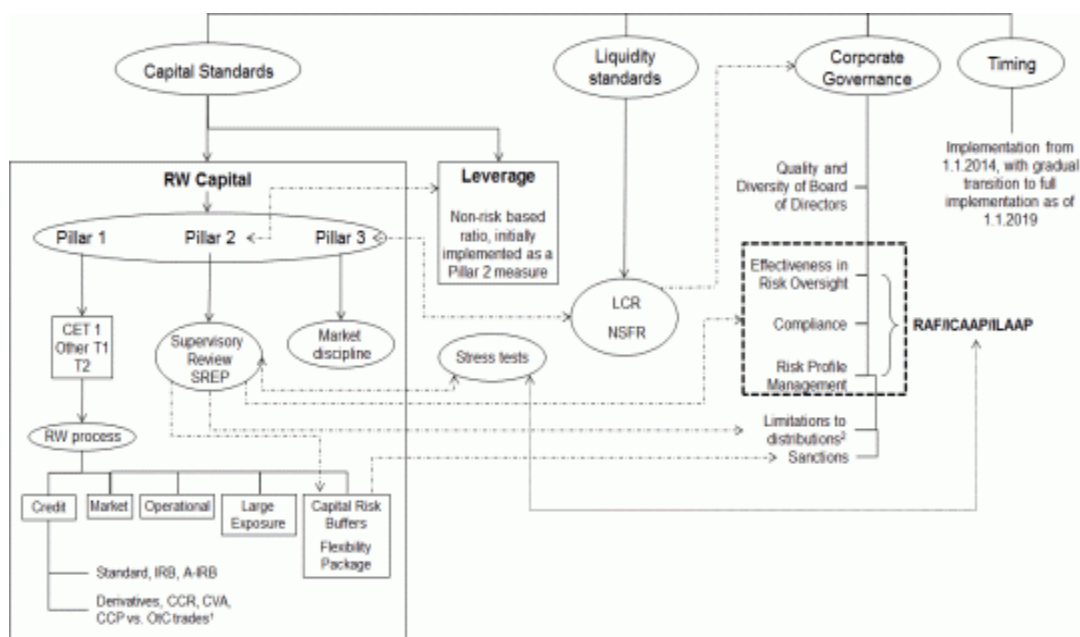 Capital Standards
Liquidity
standards
Corporate
Governance
Timing
Implementation from
1.1.2014, with gradual
transition to full
implementation as of
1.1.2019
RW Capital
Pillar 1
Pillar 2
Pillar 3
Leverage
Non-risk based
ratio, initially
implemented as a
Pillar 2 measure
Quality and
Diversity of Board
of Directors
CET 1
Other T1
T2
Supervisory
Review
SREP
Market
discipline
Stress tests
LCR
NSFR
Effectiveness in
Risk Oversight
Compliance
Risk Profile
Management
RAF/ICAAP/ILAAP
Limitations to
distributions²
Sanctions
RW process
Credit
Market
Operational
Large
Exposure
Capital Risk
Buffers
Flexibility
Package
Standard, IRB, A-IRB
Derivatives, CCR, CVA,
CCP vs. OtC trades¹